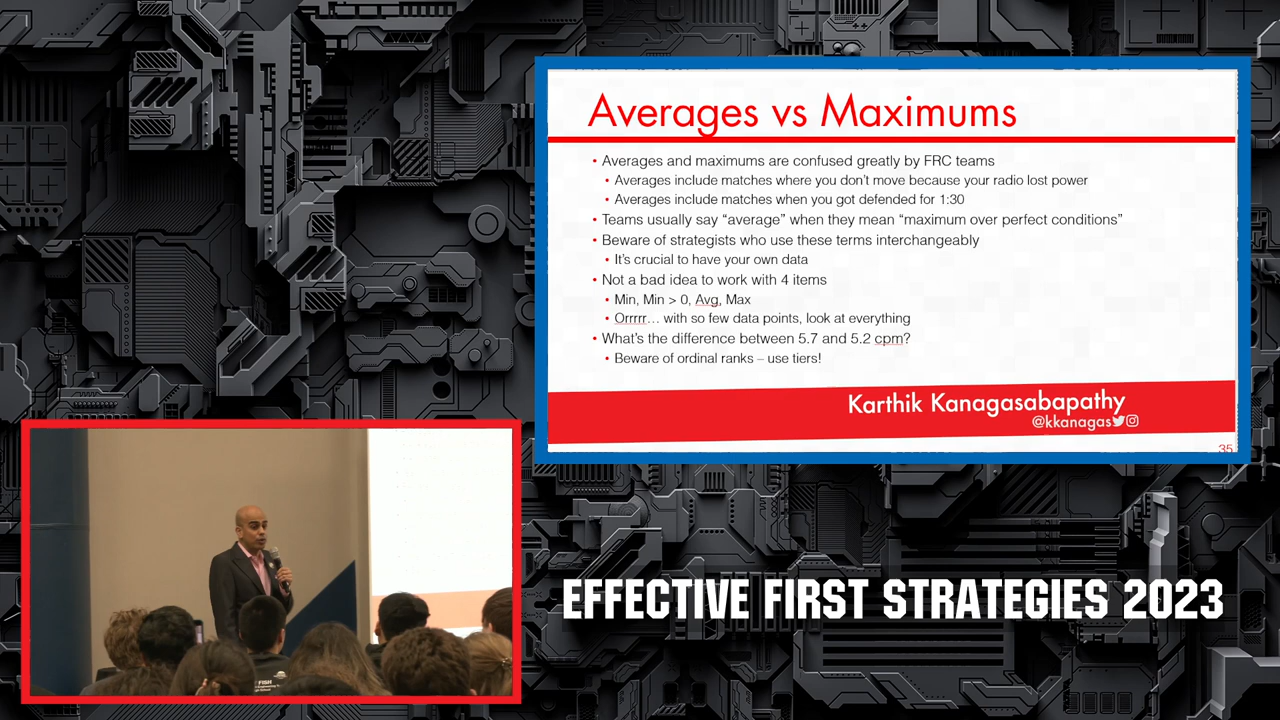 Averages vs Maximums
• Averages and maximums are confused greatly by FRC teams
• Averages include matches where you don't move because your radio lost power
• Averages include matches when you got defended for 1:30
• Teams usually say “average” when they mean “maximum over perfect conditions”
• Beware of strategists who use these terms interchangeably
• It's crucial to have your own data
• Not a bad idea to work with 4 items
• Min, Min > 0, Avg, Max
• Orrrrr… with so few data points, look at everything
• What's the difference between 5.7 and 5.2 cpm?
• Beware of ordinal ranks – use tiers!
Karthik Kanagasabapathy
@kkanagas
35
EFFECTIVE FIRST STRATEGIES 2023
FISH